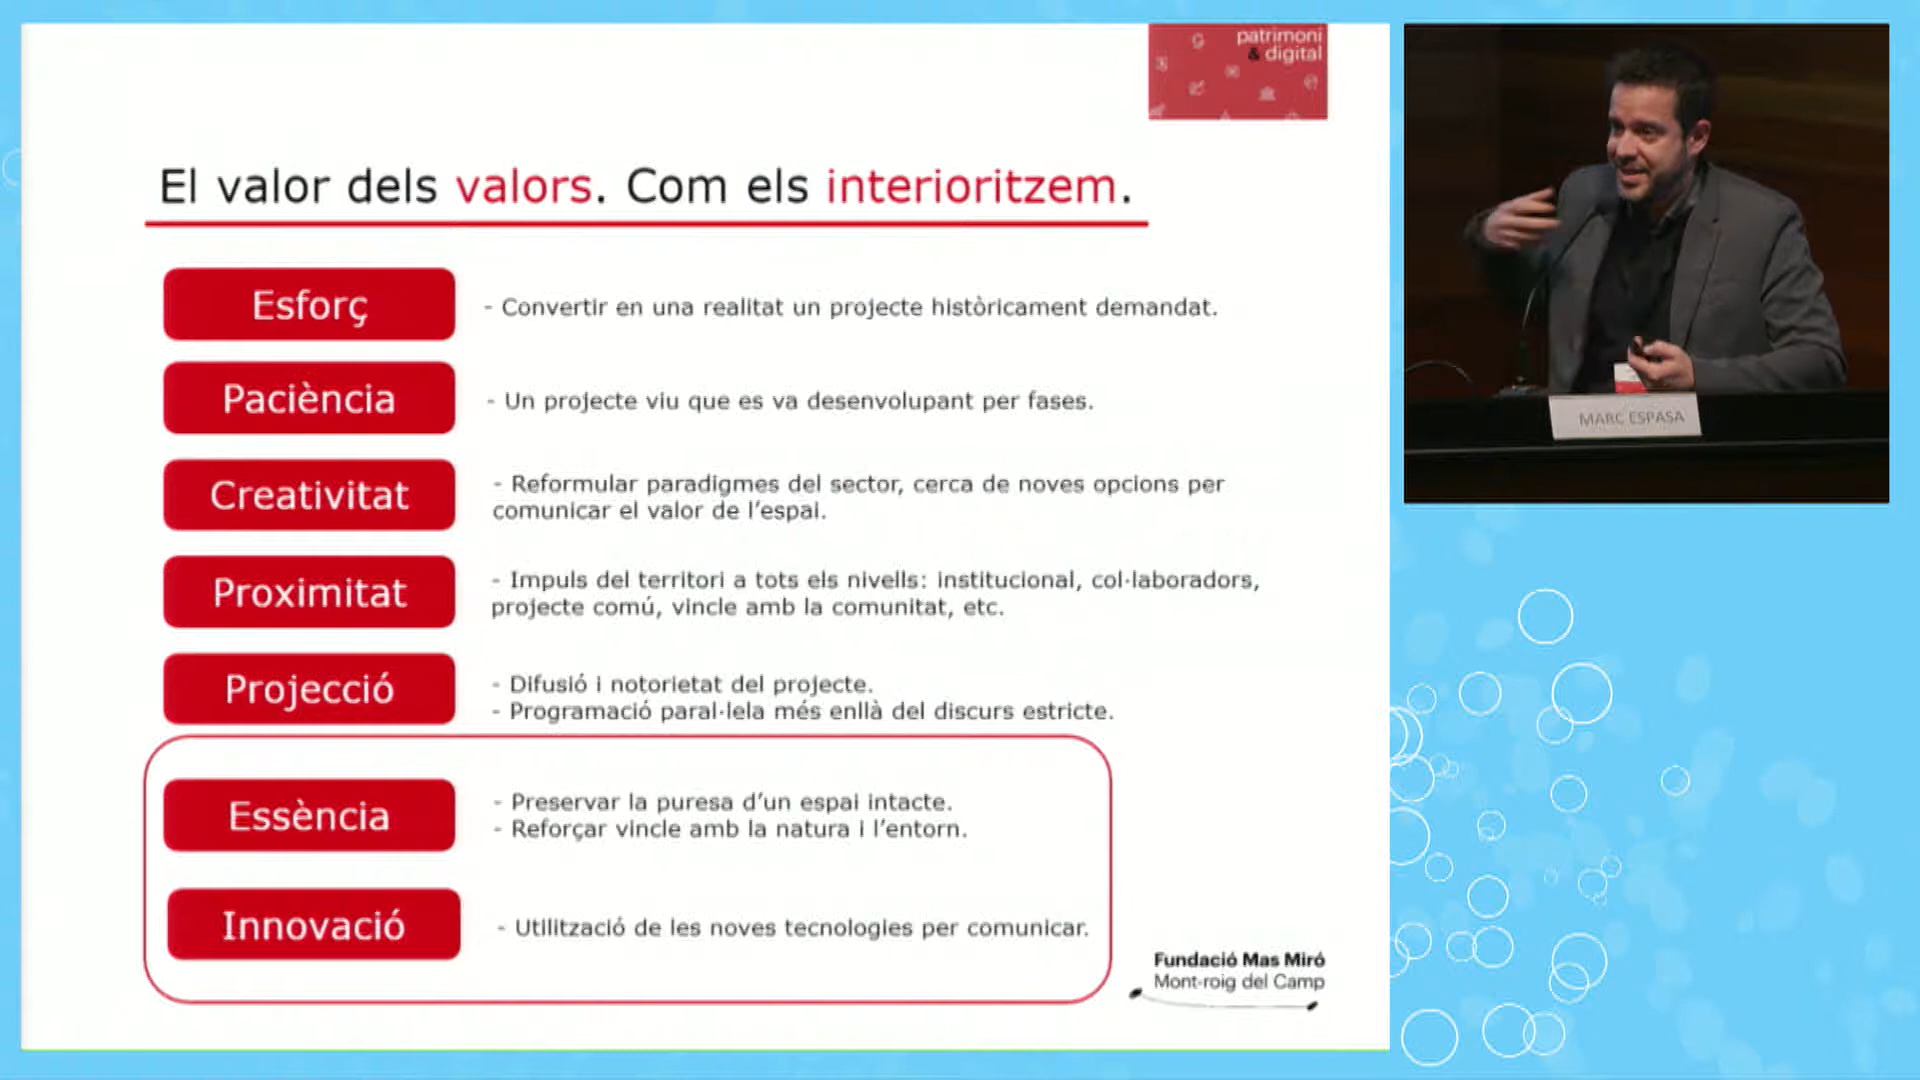 patrimoni
& digital
El valor dels valors. Com els interioritzem.
Esforç
- Convertir en una realitat un projecte històricament demandat.
Paciència
- Un projecte viu que es va desenvolupant per fases.
Creativitat
- Reformular paradigmes del sector, cerca de noves opcions per
comunicar el valor de l’espai.
Proximitat
- Impuls del territori a tots els nivells: institucional, col·laboradors,
projecte comú, vincle amb la comunitat, etc.
Projecció
- Difusió i notorietat del projecte.
- Programació paral·lela més enllà del discurs estricte.
Essència
- Preservar la puresa d’un espai intacte.
- Reforçar vincle amb la natura i l’entorn.
Innovació
- Utilització de les noves tecnologies per comunicar.
Fundació Mas Miró
Mont-roig del Camp
MARC ESPASA